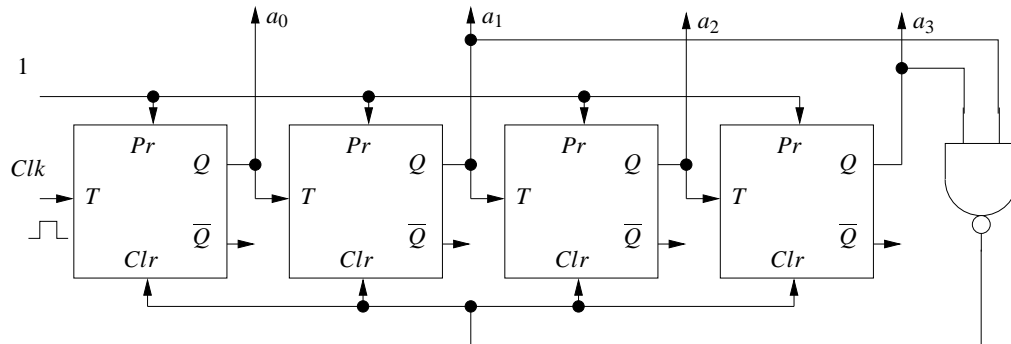 a0 a1 a2 a3
1
Pr Pr Pr Pr
Q Q Q Q
Clk
T T T T
Q̅ Q̅ Q̅ Q̅
Clr Clr Clr Clr